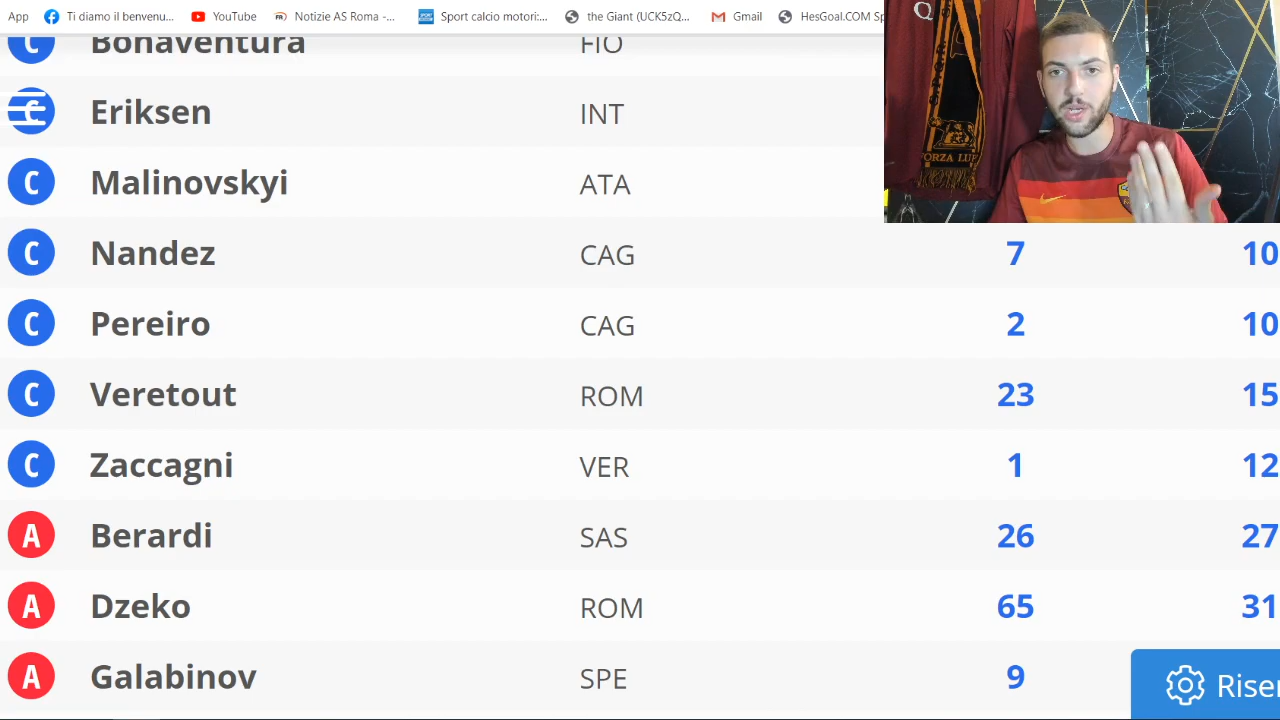 App Ti diamo il benvenu... YouTube Notizie AS Roma -... Sport calcio motori:... the Giant (UCK5zQ... Gmail HesGoal.COM Sp
C Bonaventura FIO
C Eriksen INT
C Malinovskyi ATA
C Nandez CAG 7 10
C Pereiro CAG 2 10
C Veretout ROM 23 15
C Zaccagni VER 1 12
A Berardi SAS 26 27
A Dzeko ROM 65 31
A Galabinov SPE 9
Riser
Q
FORZA LUP